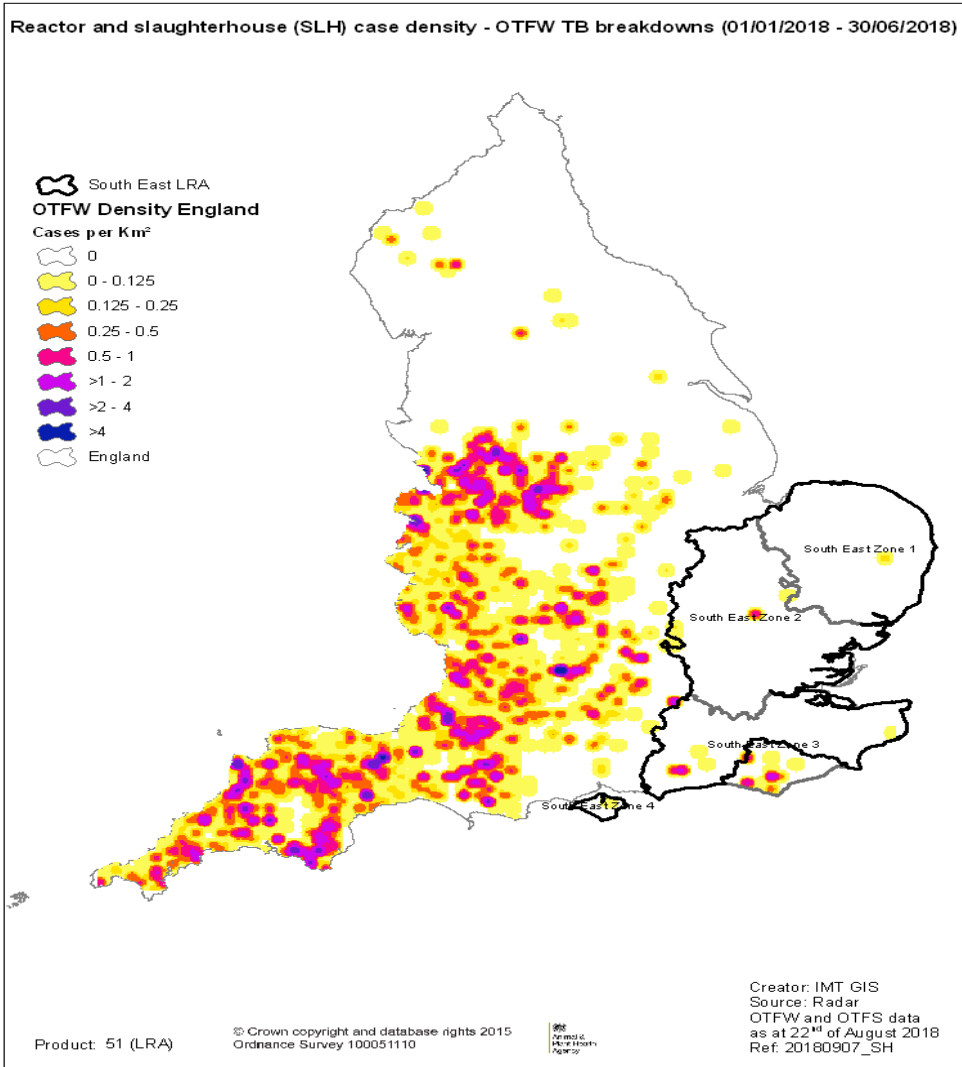 Reactor and slaughterhouse (SLH) case density - OTFW TB breakdowns (01/01/2018 - 30/06/2018)
South East LRA
OTFW Density England
Cases per Km²
0
0 - 0.125
0.125 - 0.25
0.25 - 0.5
0.5 - 1
>1 - 2
>2 - 4
>4
England
South East Zone 1
South East Zone 2
South East Zone 3
South East Zone 4
Creator: IMT GIS
Source: Radar
OTFW and OTFS data
as at 22nd of August 2018
Ref: 20180907_SH
Product: 51 (LRA)
© Crown copyright and database rights 2015
Ordnance Survey 100051110
Animal &
Plant Health
Agency